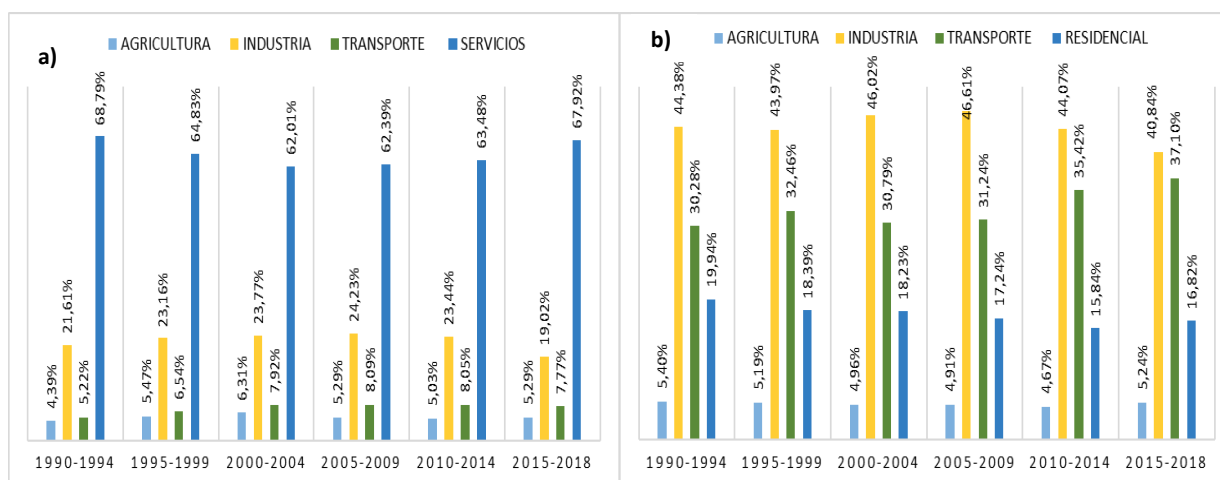 a)
AGRICULTURA INDUSTRIA TRANSPORTE SERVICIOS
4,39% 21,61% 5,22% 68,79%
5,47% 23,16% 6,54% 64,83%
6,31% 23,77% 7,92% 62,01%
5,29% 24,23% 8,09% 62,39%
5,03% 23,44% 8,05% 63,48%
5,29% 19,02% 7,77% 67,92%
1990-1994 1995-1999 2000-2004 2005-2009 2010-2014 2015-2018
b)
AGRICULTURA INDUSTRIA TRANSPORTE RESIDENCIAL
5,40% 44,38% 30,28% 19,94%
5,19% 43,97% 32,46% 18,39%
4,96% 46,02% 30,79% 18,23%
4,91% 46,61% 31,24% 17,24%
4,67% 44,07% 35,42% 15,84%
5,24% 40,84% 37,10% 16,82%
1990-1994 1995-1999 2000-2004 2005-2009 2010-2014 2015-2018